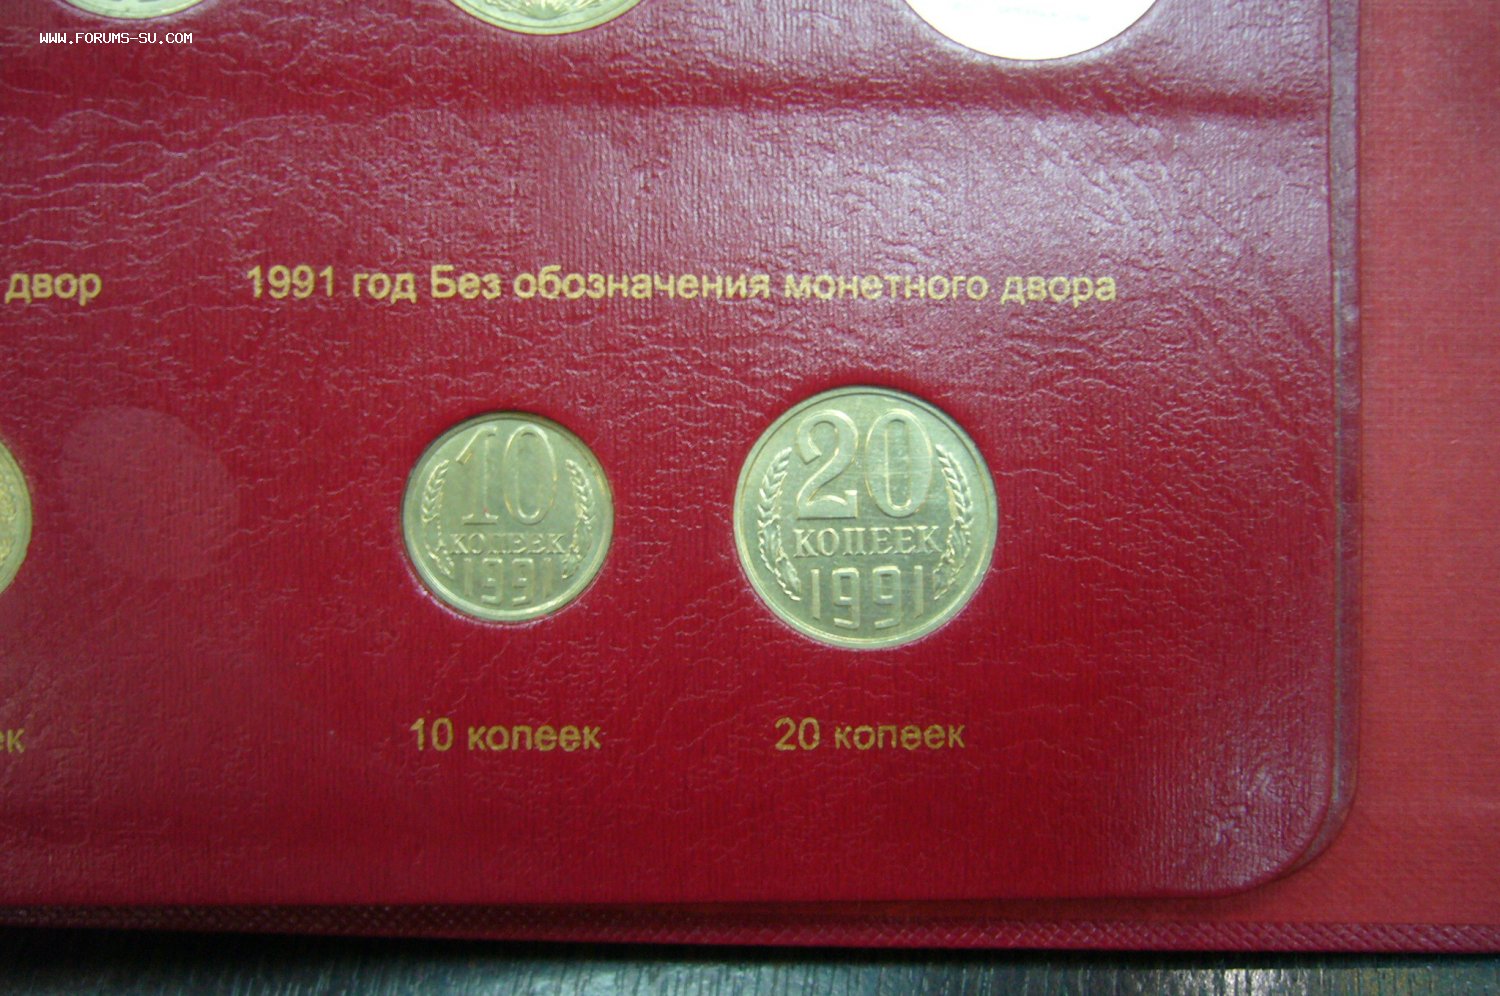 WWW.FORUMS-SU.COM
двор
1991 год Без обозначения монетного двора
10
КОПЕЕК
1991
20
КОПЕЕК
1991
ек
10 копеек
20 копеек